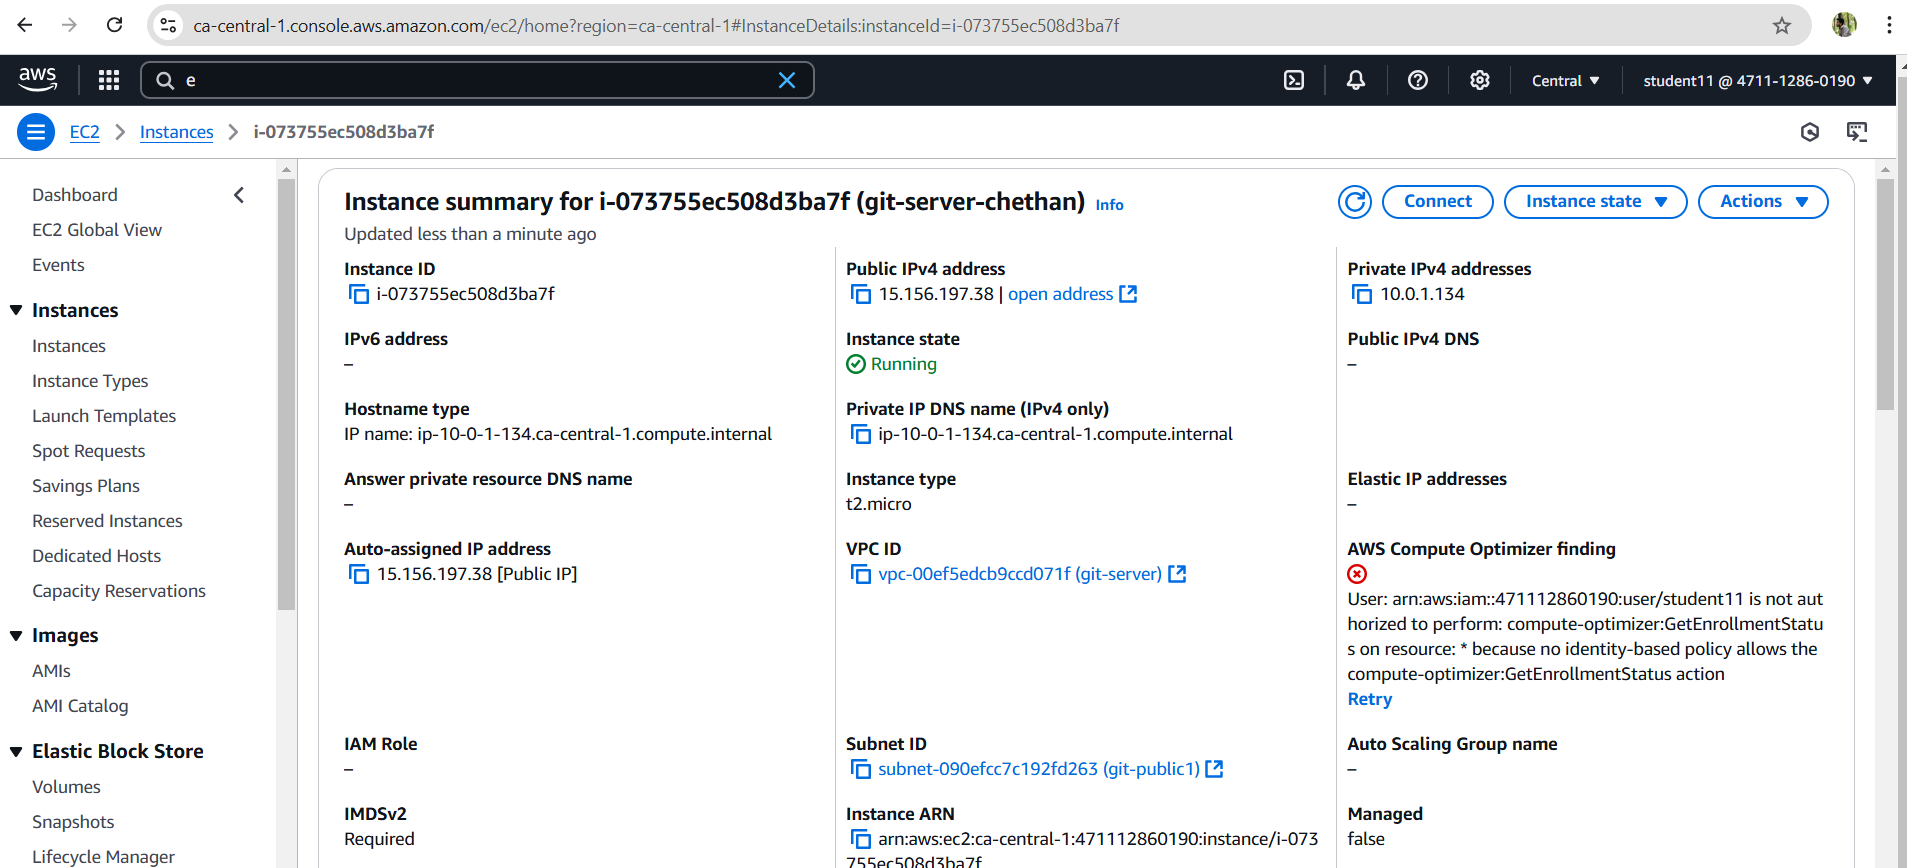 ca-central-1.console.aws.amazon.com/ec2/home?region=ca-central-1#InstanceDetails:instanceId=i-073755ec508d3ba7f
aws
e
Central
student11 @ 4711-1286-0190
EC2
Instances
i-073755ec508d3ba7f
Dashboard
EC2 Global View
Events
Instances
Instances
Instance Types
Launch Templates
Spot Requests
Savings Plans
Reserved Instances
Dedicated Hosts
Capacity Reservations
Images
AMIs
AMI Catalog
Elastic Block Store
Volumes
Snapshots
Lifecycle Manager
Instance summary for i-073755ec508d3ba7f (git-server-chethan) Info
Updated less than a minute ago
Connect
Instance state
Actions
Instance ID
i-073755ec508d3ba7f
Public IPv4 address
15.156.197.38 | open address
Private IPv4 addresses
10.0.1.134
IPv6 address
–
Instance state
Running
Public IPv4 DNS
–
Hostname type
IP name: ip-10-0-1-134.ca-central-1.compute.internal
Private IP DNS name (IPv4 only)
ip-10-0-1-134.ca-central-1.compute.internal
Answer private resource DNS name
–
Instance type
t2.micro
Elastic IP addresses
–
Auto-assigned IP address
15.156.197.38 [Public IP]
VPC ID
vpc-00ef5edcb9ccd071f (git-server)
AWS Compute Optimizer finding
User: arn:aws:iam::471112860190:user/student11 is not aut
horized to perform: compute-optimizer:GetEnrollmentStatu
s on resource: * because no identity-based policy allows the
compute-optimizer:GetEnrollmentStatus action
Retry
IAM Role
–
Subnet ID
subnet-090efcc7c192fd263 (git-public1)
Auto Scaling Group name
–
IMDSv2
Required
Instance ARN
arn:aws:ec2:ca-central-1:471112860190:instance/i-073
755ec508d3ba7f
Managed
false